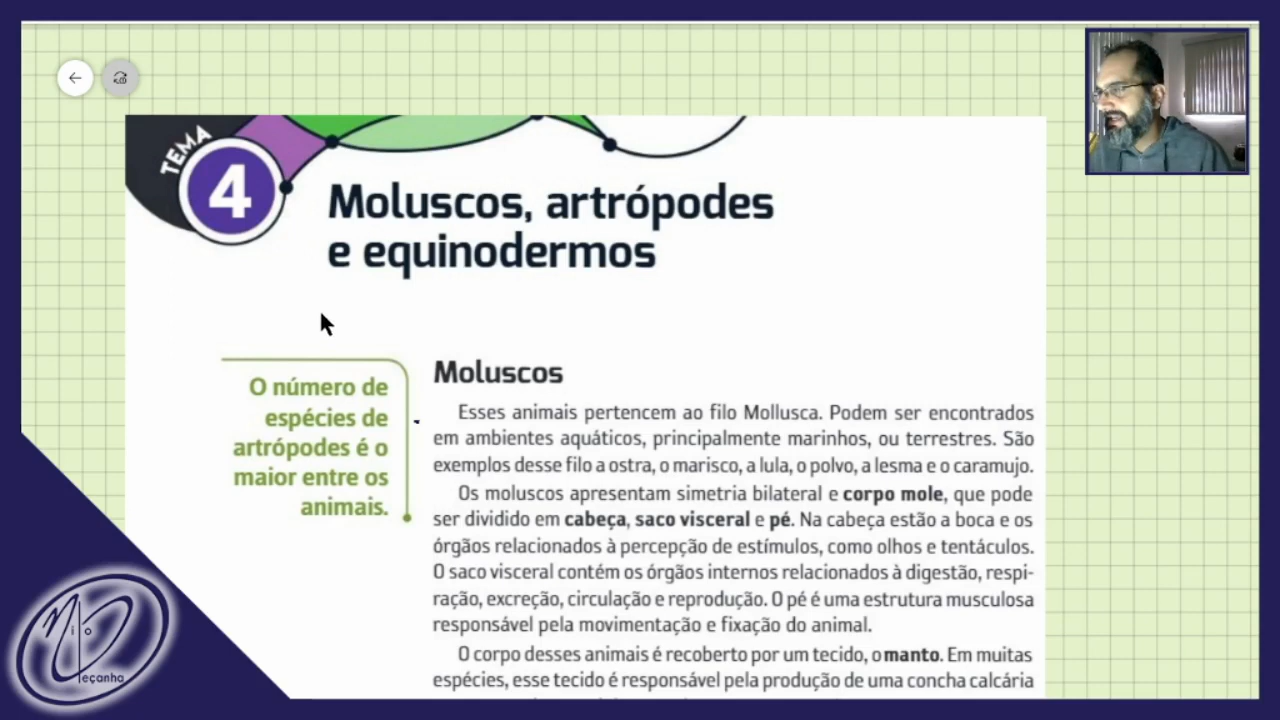 TEMA
4
Moluscos, artrópodes
e equinodermos
O número de
espécies de
artrópodes é o
maior entre os
animais.
Moluscos
Esses animais pertencem ao filo Mollusca. Podem ser encontrados
em ambientes aquáticos, principalmente marinhos, ou terrestres. São
exemplos desse filo a ostra, o marisco, a lula, o polvo, a lesma e o caramujo.
Os moluscos apresentam simetria bilateral e corpo mole, que pode
ser dividido em cabeça, saco visceral e pé. Na cabeça estão a boca e os
órgãos relacionados à percepção de estímulos, como olhos e tentáculos.
O saco visceral contém os órgãos internos relacionados à digestão, respi-
ração, excreção, circulação e reprodução. O pé é uma estrutura musculosa
responsável pela movimentação e fixação do animal.
O corpo desses animais é recoberto por um tecido, o manto. Em muitas
espécies, esse tecido é responsável pela produção de uma concha calcária